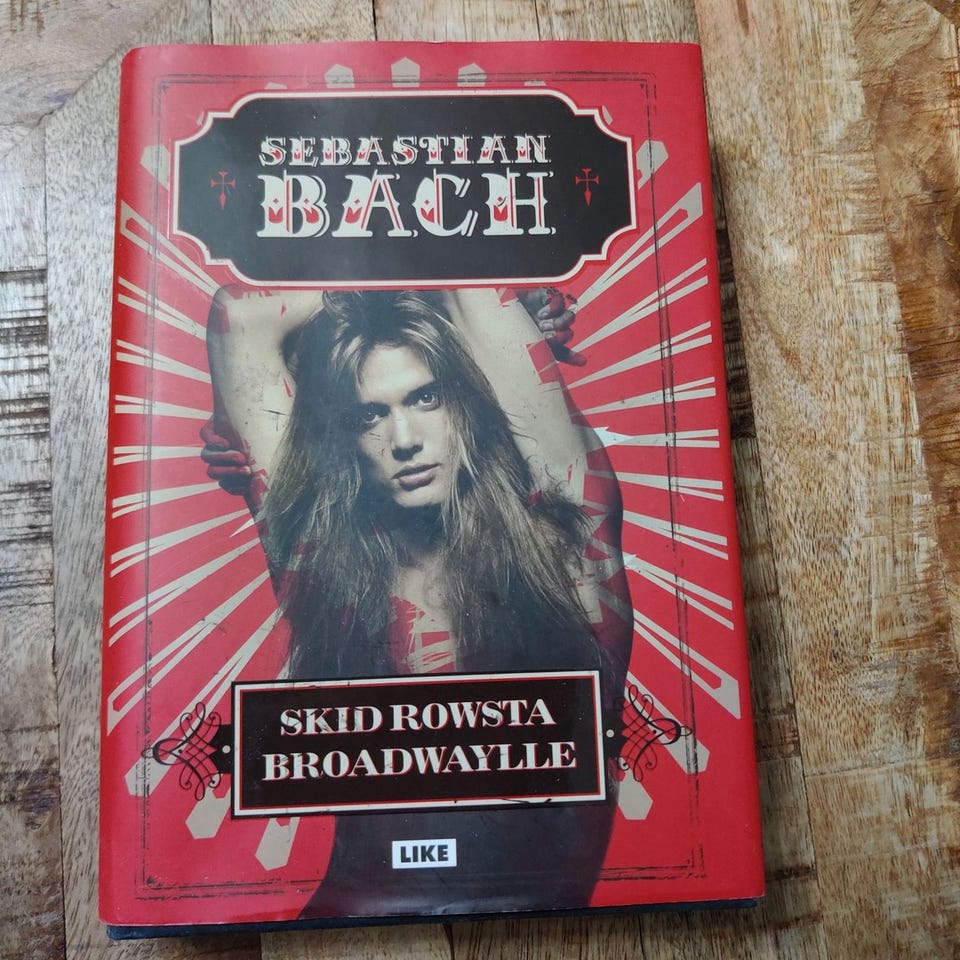 SEBASTIAN
BACH
SKID ROWSTA
BROADWAYLLE
LIKE